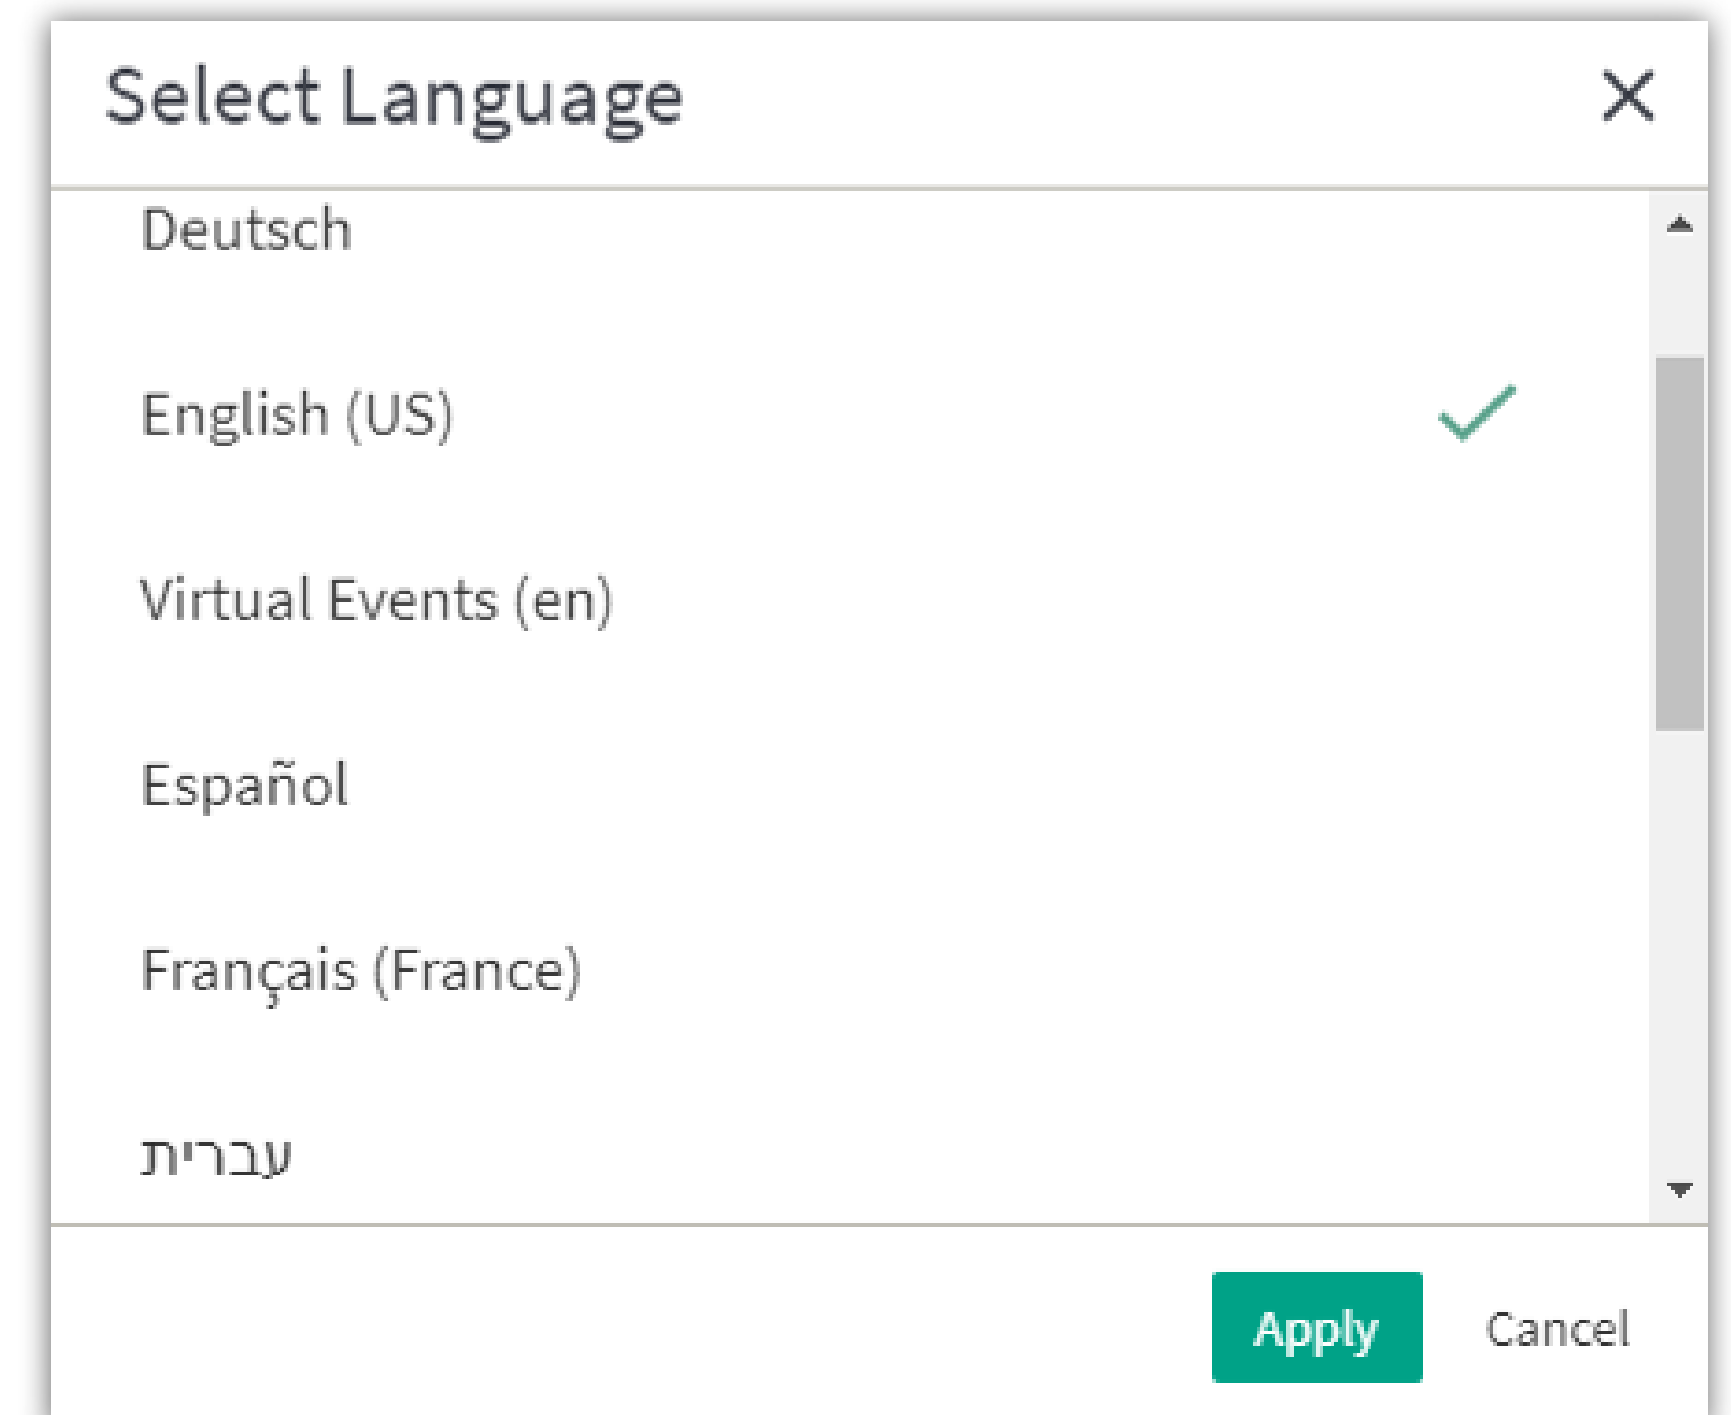 Select Language
Deutsch
English (US)
Virtual Events (en)
Español
Français (France)
עברית
Apply
Cancel